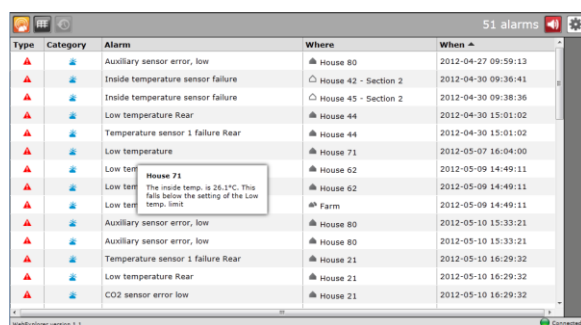 51 alarms
Type Category Alarm Where When
Auxiliary sensor error, low House 80 2012-04-27 09:59:13
Inside temperature sensor failure House 42 - Section 2 2012-04-30 09:36:41
Inside temperature sensor failure House 45 - Section 2 2012-04-30 09:38:36
Low temperature Rear House 44 2012-04-30 15:01:02
Temperature sensor 1 failure Rear House 44 2012-04-30 15:01:02
Low temperature House 71 2012-05-07 16:04:00
Low tem House 62 2012-05-09 14:49:11
Low tem House 62 2012-05-09 14:49:11
Low tem Farm 2012-05-09 14:49:11
House 71
The inside temp. is 26.1°C. This
falls below the setting of the Low
temp. limit
Auxiliary sensor error, low House 80 2012-05-10 15:33:21
Auxiliary sensor error, low House 80 2012-05-10 15:33:21
Temperature sensor 1 failure Rear House 21 2012-05-10 16:29:32
Low temperature Rear House 21 2012-05-10 16:29:32
CO2 sensor error low House 21 2012-05-10 16:29:32
Connected